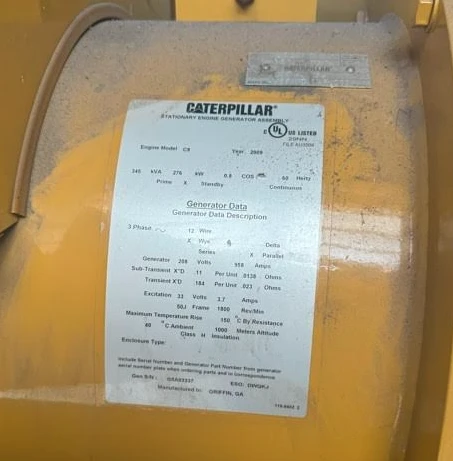 CATERPILLAR
CATERPILLAR
STATIONARY ENGINE GENERATOR ASSEMBLY
C UL US LISTED
Engine Model C9 Year 2009
345 kVA 276 kW 0.8 COS 60 Hertz
Prime X Standby Continuous
Generator Data
Generator Data Description
3 Phase 12 Wire
X Wye Delta
Series X Parallel
Generator 208 Volts 958 Amps
Sub-Transient X"D .11 Per Unit .0138 Ohms
Transient X'D .184 Per Unit .023 Ohms
Excitation 33 Volts 3.7 Amps
60J Frame 1800 Rev/Min
Maximum Temperature Rise 150 °C By Resistance
40 °C Ambient 1000 Meters Altitude
Class H Insulation
Enclosure Type:
Include Serial Number and Generator Part Number from generator
serial number plate when ordering parts and in correspondence
Gen S/N : ESO:
Manufactured in: GRIFFIN, GA